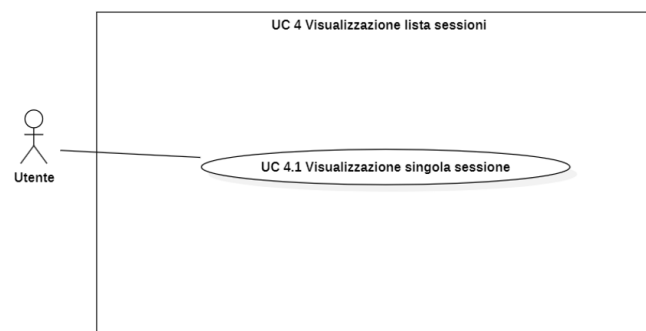 UC 4 Visualizzazione lista sessioni
UC 4.1 Visualizzazione singola sessione
Utente